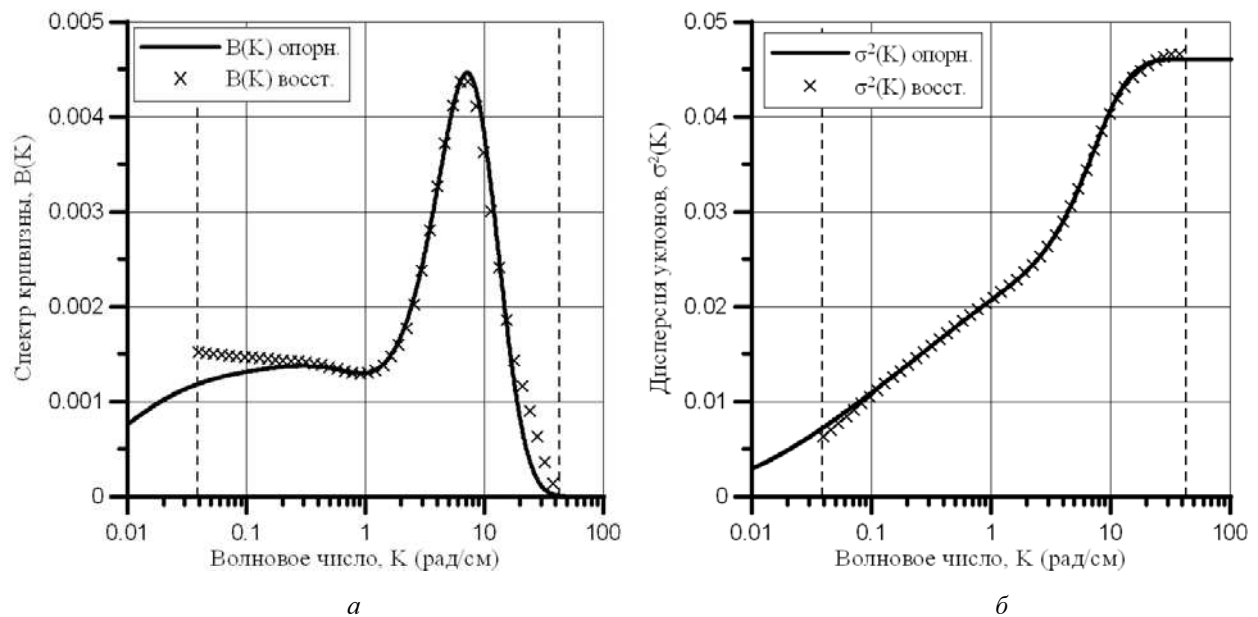 0.005
0.004
0.003
0.002
0.001
0
Спектр кривизны, B(K)
B(K) опорн.
B(K) восст.
0.01
0.1
1
10
100
Волновое число, K (рад/см)
а
0.05
0.04
0.03
0.02
0.01
0
Дисперсия уклонов, σ²(K)
σ²(K) опорн.
σ²(K) восст.
0.01
0.1
1
10
100
Волновое число, K (рад/см)
б